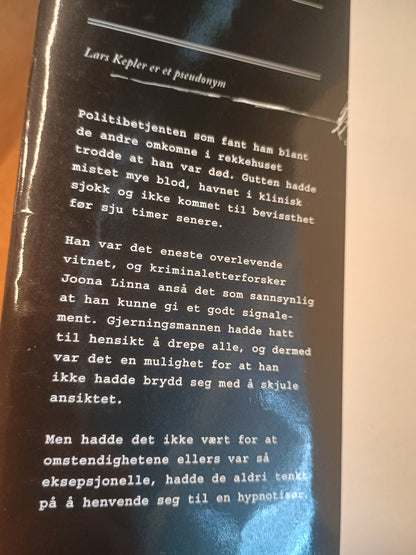 Lars Kepler er et pseudonym
Politibetjenten som fant ham blant
de andre omkomne i rekkehuset
trodde at han var død. Gutten hadde
mistet mye blod, havnet i klinisk
sjokk og ikke kommet til bevissthet
før sju timer senere.
Han var det eneste overlevende
vitnet, og kriminaletterforsker
Joona Linna anså det som sannsynlig
at han kunne gi et godt signale-
ment. Gjerningsmannen hadde hatt
til hensikt å drepe alle, og dermed
var det en mulighet for at han
ikke hadde brydd seg med å skjule
ansiktet.
Men hadde det ikke vært for at
omstendighetene ellers var så
eksepsjonelle, hadde de aldri tenkt
på å henvende seg til en hypnotisør.